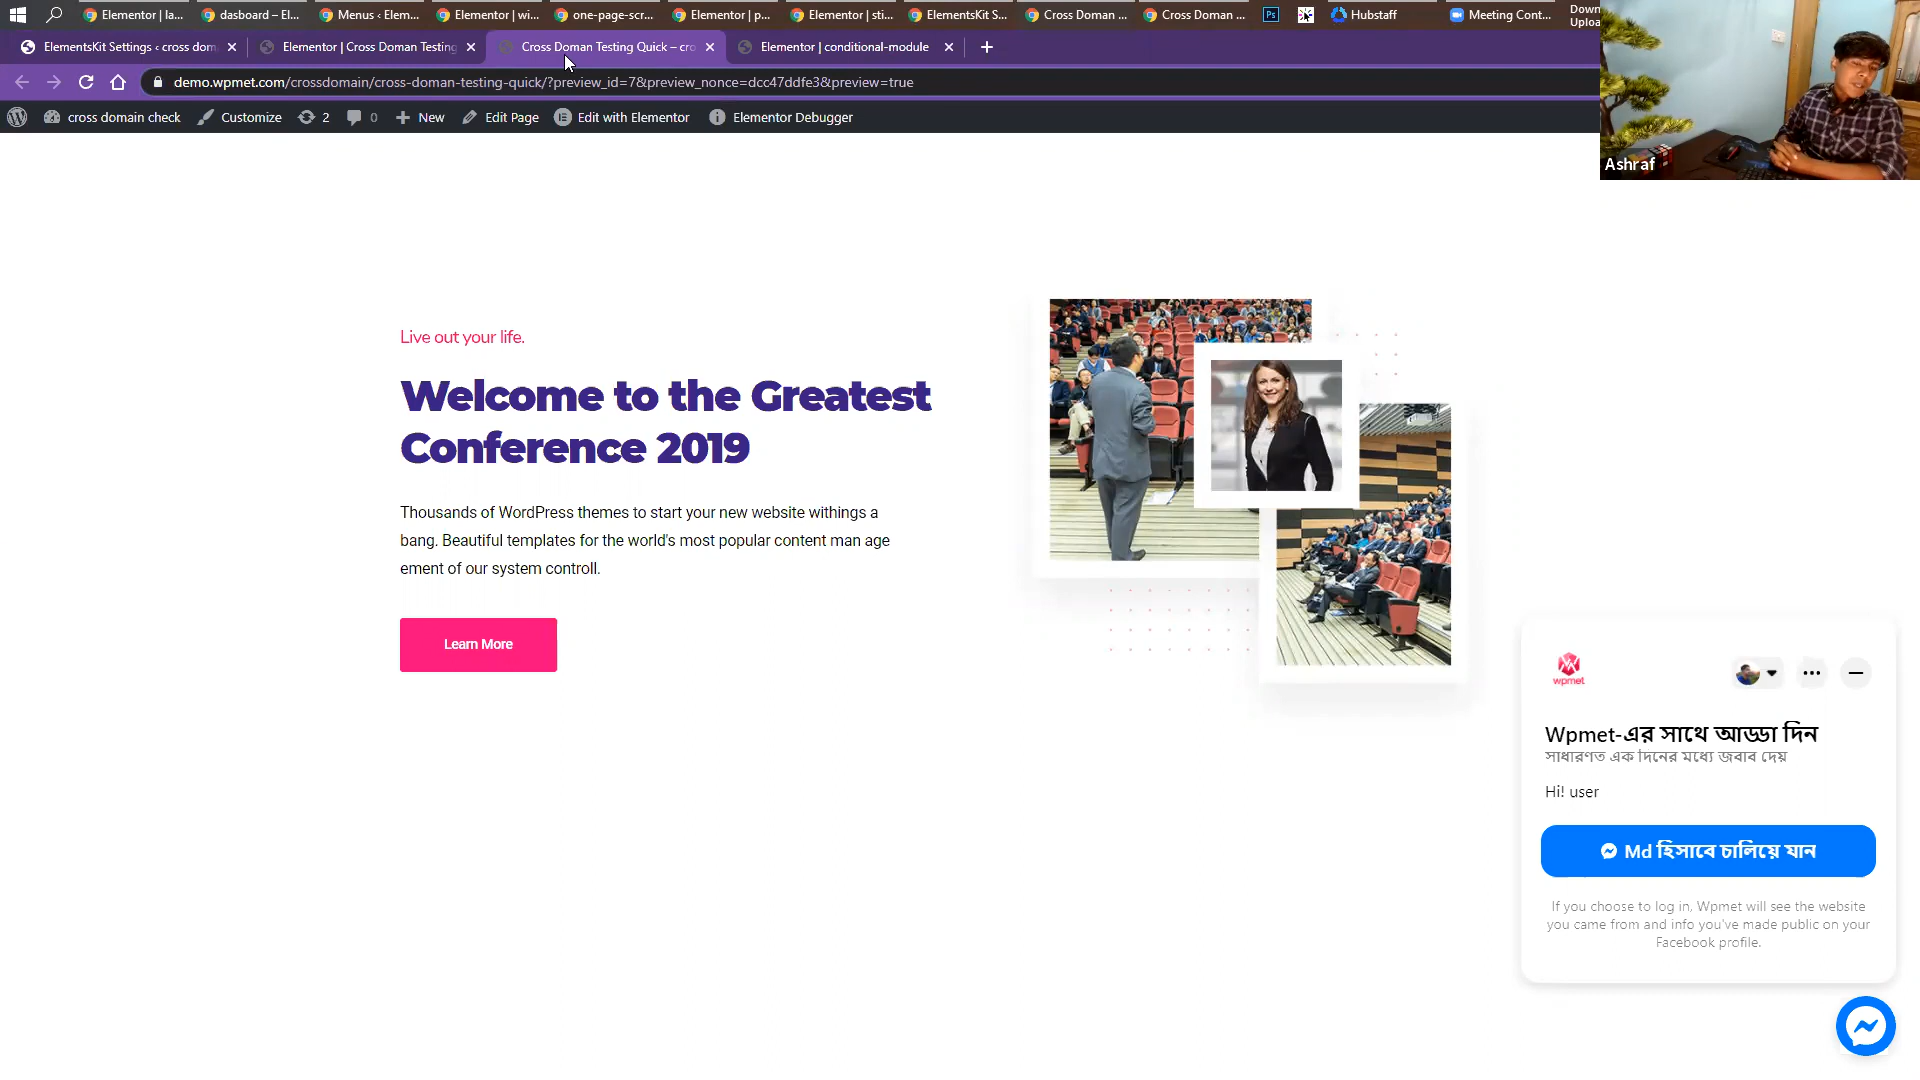 Elementor | la...
dasboard – El...
Menus ‹ Elem...
Elementor | wi...
one-page-scr...
Elementor | p...
Elementor | sti...
ElementsKit S...
Cross Doman ...
Cross Doman ...
Ps
Hubstaff
Meeting Cont...
Down
Uploa
ElementsKit Settings ‹ cross dom
Elementor | Cross Doman Testing
Cross Doman Testing Quick – cro
Elementor | conditional-module
demo.wpmet.com/crossdomain/cross-doman-testing-quick/?preview_id=7&preview_nonce=dcc47ddfe3&preview=true
cross domain check
Customize
2
0
New
Edit Page
Edit with Elementor
Elementor Debugger
Ashraf
Live out your life.
Welcome to the Greatest
Conference 2019
Thousands of WordPress themes to start your new website withings a
bang. Beautiful templates for the world's most popular content man age
ement of our system controll.
Learn More
wpmet
Wpmet-এর সাথে আড্ডা দিন
সাধারণত এক দিনের মধ্যে জবাব দেয়
Hi! user
Md হিসাবে চালিয়ে যান
If you choose to log in, Wpmet will see the website
you came from and info you've made public on your
Facebook profile.